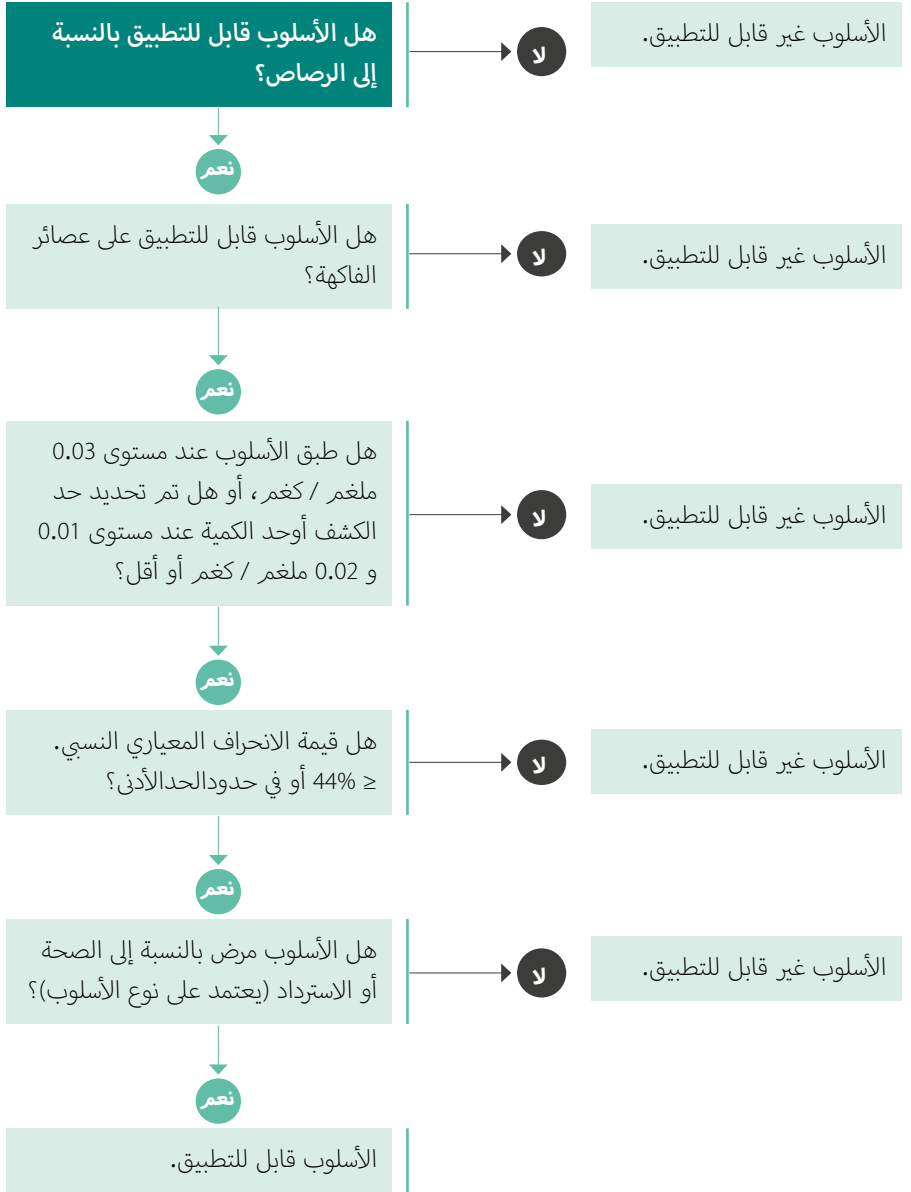 هل الأسلوب قابل للتطبيق بالنسبة
إلى الرصاص؟
لا
الأسلوب غير قابل للتطبيق.
نعم
هل الأسلوب قابل للتطبيق على عصائر
الفاكهة؟
لا
الأسلوب غير قابل للتطبيق.
نعم
هل طبق الأسلوب عند مستوى 0.03
ملغم / كغم، أو هل تم تحديد حد
الكشف أوحد الكمية عند مستوى 0.01
و 0.02 ملغم / كغم أو أقل؟
لا
الأسلوب غير قابل للتطبيق.
نعم
هل قيمة الانحراف المعياري النسبي.
≤ 44% أو في حدودالحدالأدنى؟
لا
الأسلوب غير قابل للتطبيق.
نعم
هل الأسلوب مرض بالنسبة إلى الصحة
أو الاسترداد (يعتمد على نوع الأسلوب)؟
لا
الأسلوب غير قابل للتطبيق.
نعم
الأسلوب قابل للتطبيق.